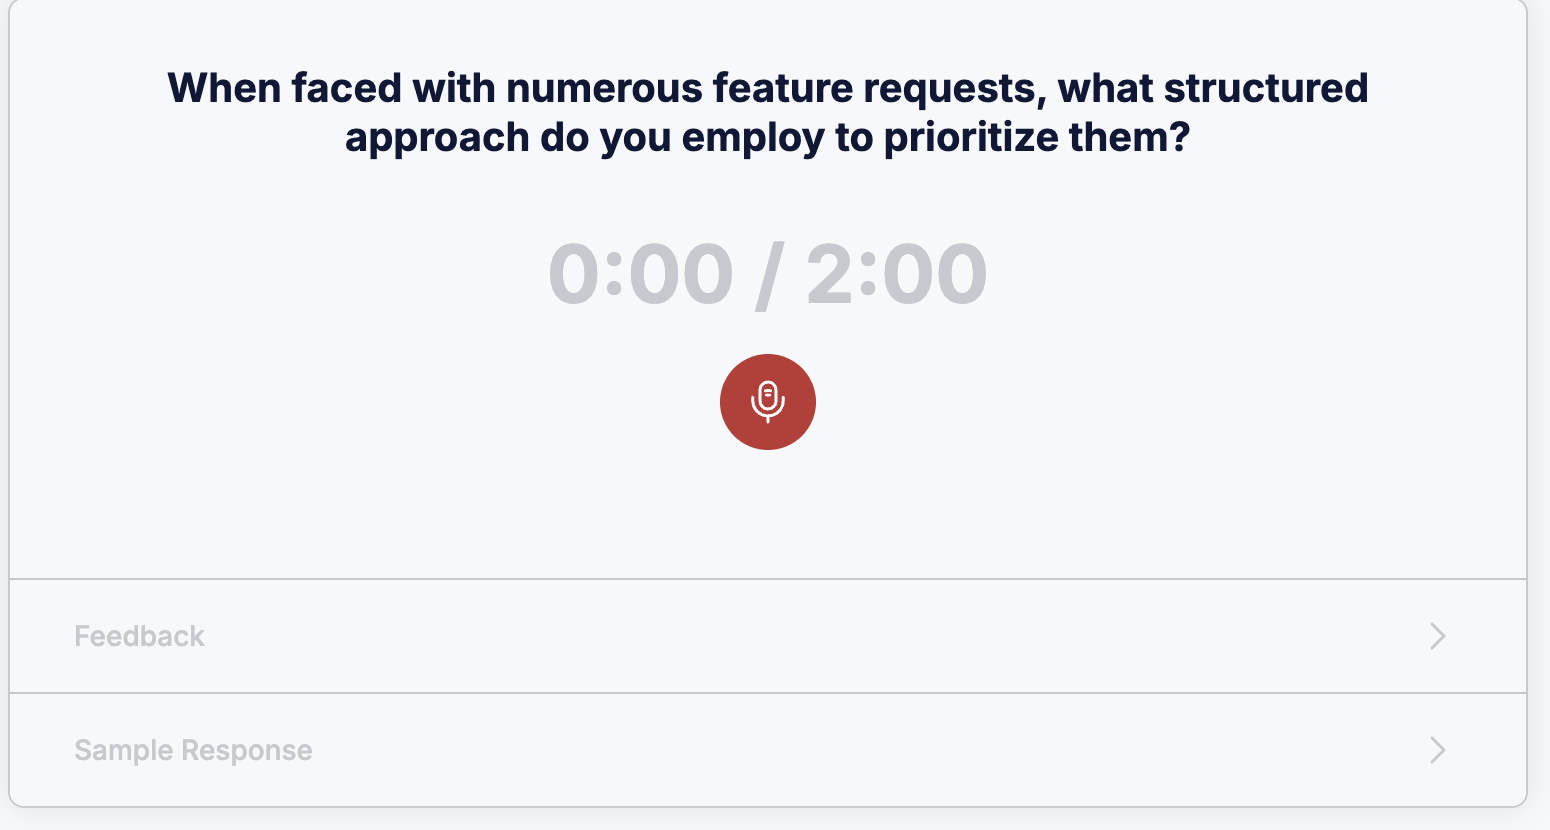 When faced with numerous feature requests, what structured
approach do you employ to prioritize them?
0:00 / 2:00
Feedback
Sample Response